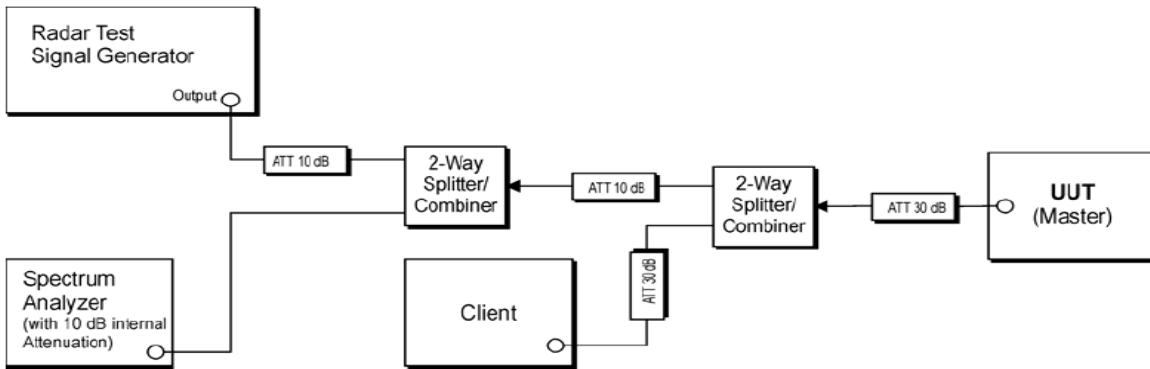 Radar Test
Signal Generator
Output
ATT 10 dB
2-Way
Splitter/
Combiner
ATT 10 dB
2-Way
Splitter/
Combiner
ATT 30 dB
UUT
(Master)
Spectrum
Analyzer
(with 10 dB internal
Attenuation)
Client
ATT 30 dB